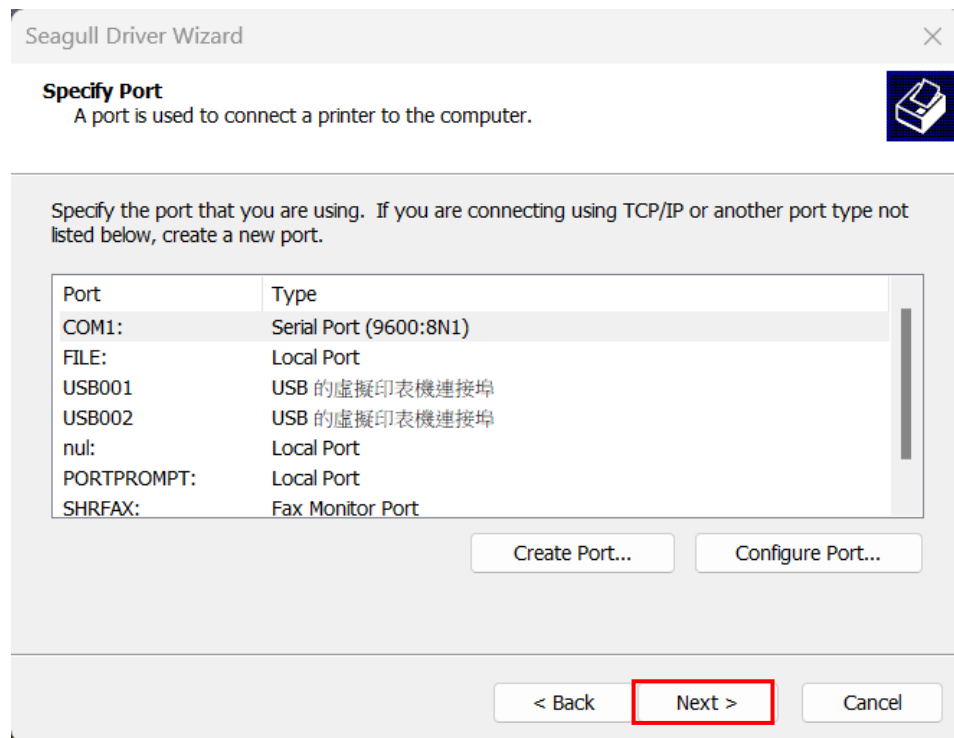 Seagull Driver Wizard
Specify Port
A port is used to connect a printer to the computer.
Specify the port that you are using.  If you are connecting using TCP/IP or another port type not
listed below, create a new port.
Port Type
COM1: Serial Port (9600:8N1)
FILE: Local Port
USB001 USB 的虛擬印表機連接埠
USB002 USB 的虛擬印表機連接埠
nul: Local Port
PORTPROMPT: Local Port
SHRFAX: Fax Monitor Port
Create Port... Configure Port...
< Back Next > Cancel